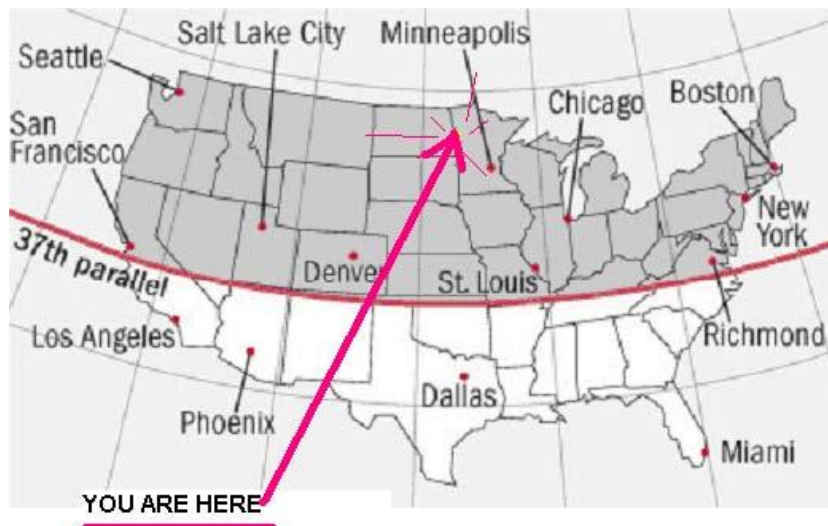 Salt Lake City
Minneapolis
Seattle
Chicago
Boston
San
Francisco
New
York
37th parallel
Denver
St. Louis
Los Angeles
Richmond
Dallas
Phoenix
Miami
YOU ARE HERE